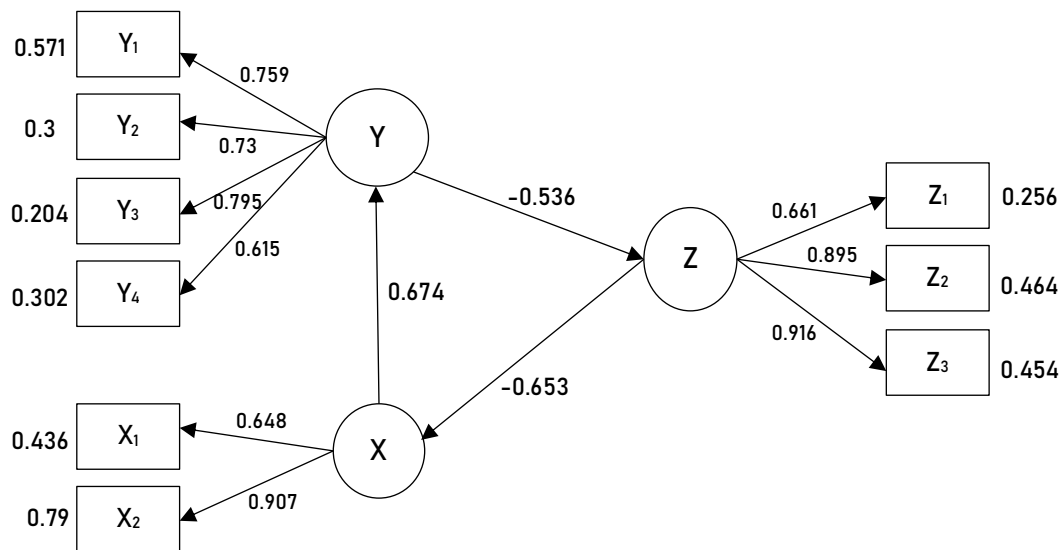 0.571
Y₁
0.759
0.3
Y₂
0.73
0.204
Y₃
0.795
0.302
Y₄
0.615
Y
-0.536
Z
0.661
Z₁
0.256
0.895
Z₂
0.464
0.916
Z₃
0.454
0.674
-0.653
X
0.436
X₁
0.648
0.79
X₂
0.907